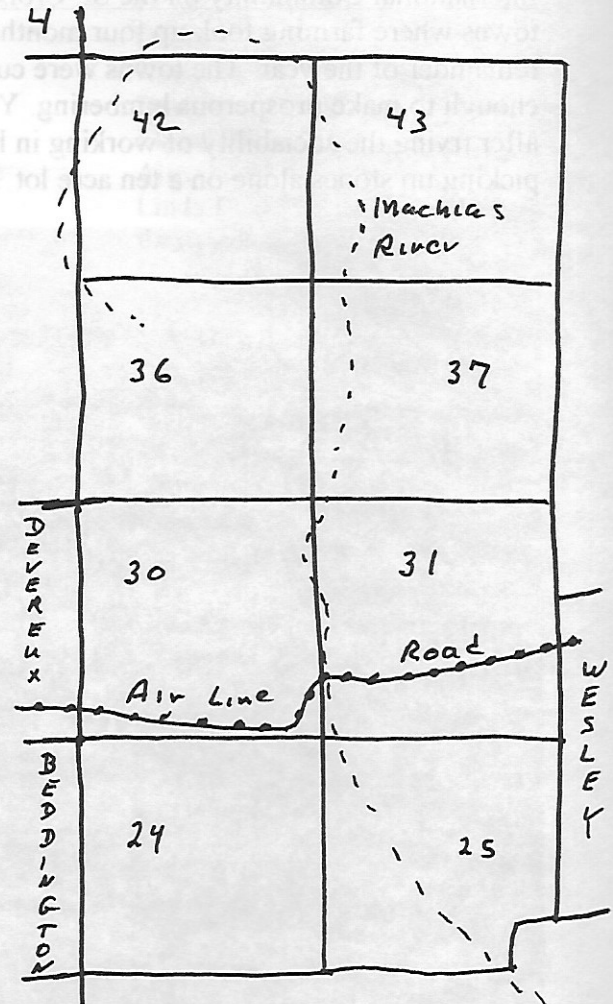 4
42
43
Machias
River
36
37
DEVEREUX
30
31
Road
Air Line
WESLEY
BEDDINGTON
24
25